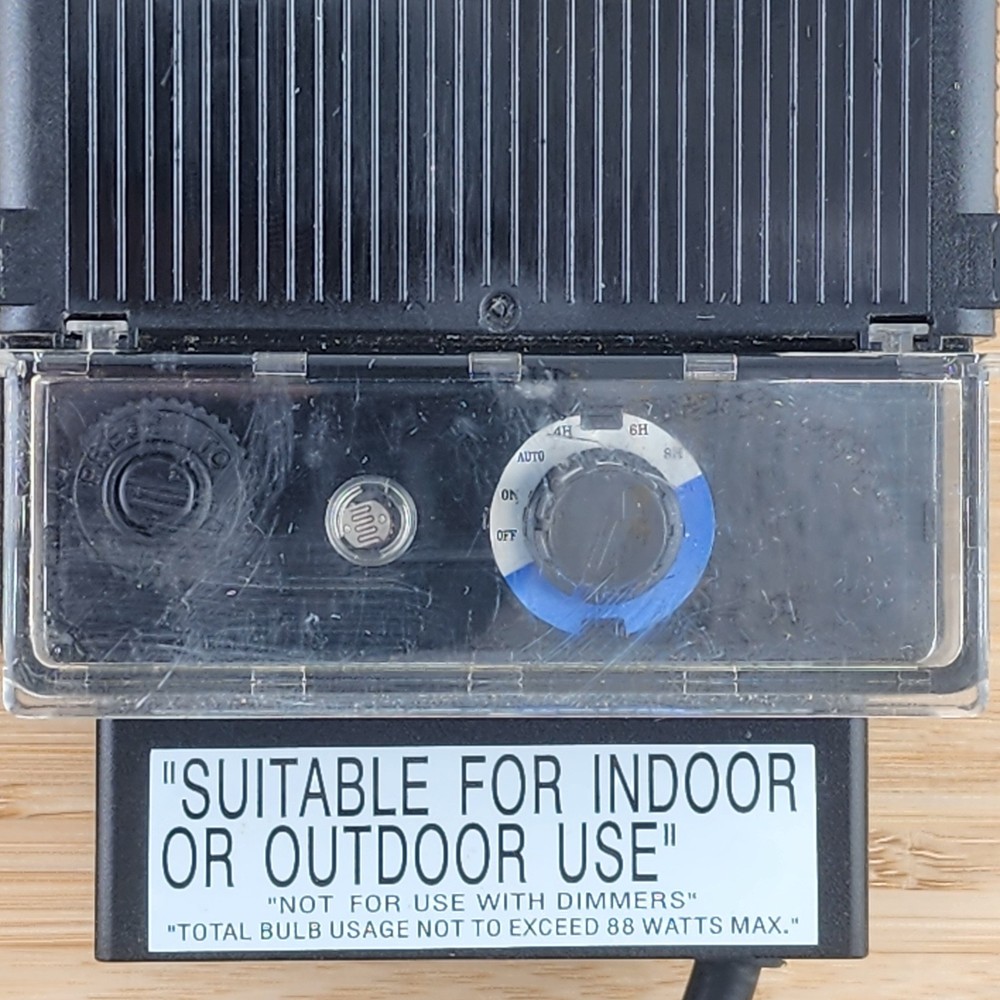 4H
6H
AUTO
8H
ON
OFF
"SUITABLE FOR INDOOR
OR OUTDOOR USE"
"NOT FOR USE WITH DIMMERS"
"TOTAL BULB USAGE NOT TO EXCEED 88 WATTS MAX."